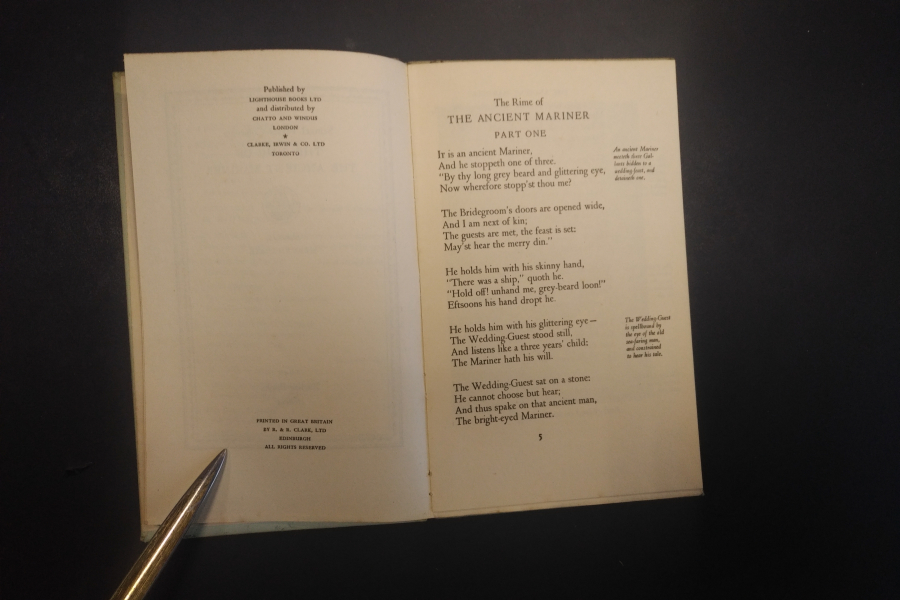 Published by
LIGHTHOUSE BOOKS LTD
and distributed by
CHATTO AND WINDUS
LONDON
★
CLARKE, IRWIN & CO. LTD
TORONTO
PRINTED IN GREAT BRITAIN
BY R. & R. CLARK, LTD
EDINBURGH
ALL RIGHTS RESERVED
The Rime of
THE ANCIENT MARINER
PART ONE
IT is an ancient Mariner,
And he stoppeth one of three.
"By thy long grey beard and glittering eye,
Now wherefore stopp'st thou me?
An ancient Mariner
meeteth three Gal-
lants bidden to a
wedding-feast, and
detaineth one.
The Bridegroom's doors are opened wide,
And I am next of kin;
The guests are met, the feast is set:
May'st hear the merry din."
He holds him with his skinny hand,
"There was a ship," quoth he.
"Hold off! unhand me, grey-beard loon!"
Eftsoons his hand dropt he.
He holds him with his glittering eye—
The Wedding-Guest stood still,
And listens like a three years' child:
The Mariner hath his will.
The Wedding-Guest
is spellbound by
the eye of the old
sea-faring man,
and constrained
to hear his tale.
The Wedding-Guest sat on a stone:
He cannot choose but hear;
And thus spake on that ancient man,
The bright-eyed Mariner.
5